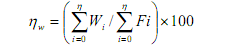 η_w = (∑_{i=0}^{η} W_i / ∑_{i=0}^{η} Fi) × 100